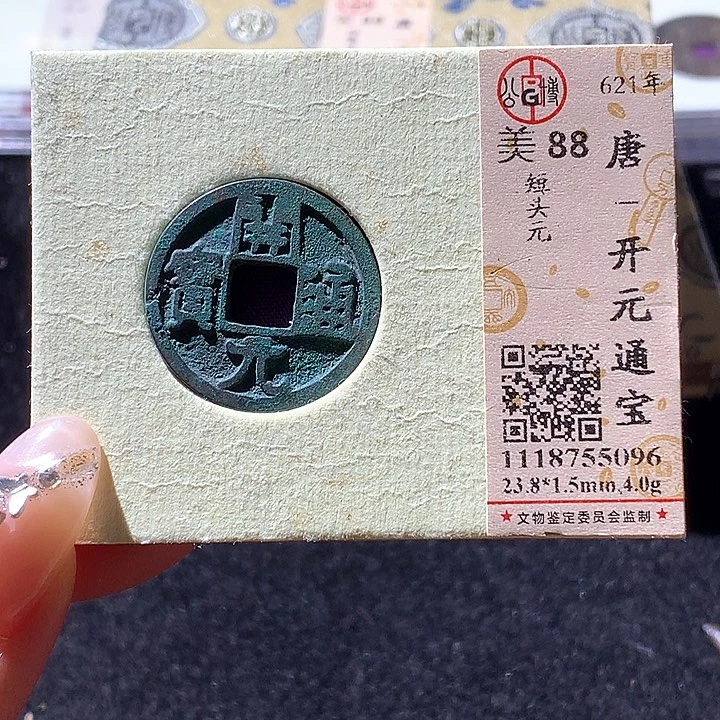 開元通寳
公博
621年
美 88
短头元
唐-开元通宝
1118755096
23.8*1.5mm,4.0g
★文物鉴定委员会监制★